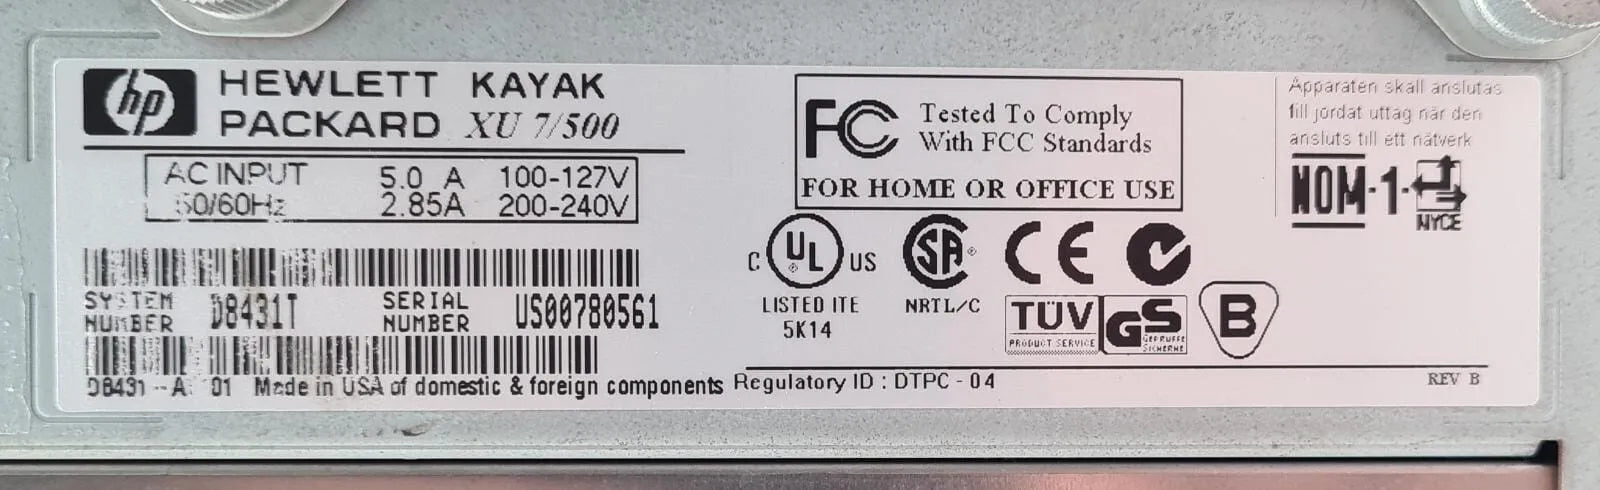 hp HEWLETT PACKARD KAYAK XU 7/500
AC INPUT 5.0 A 100-127V
50/60Hz 2.85A 200-240V
SYSTEM NUMBER D8431T SERIAL NUMBER US00780561
D8431 - A 01 Made in USA of domestic & foreign components Regulatory ID : DTPC - 04
FC Tested To Comply
With FCC Standards
FOR HOME OR OFFICE USE
C UL US
LISTED ITE
5K14
SA
NRTL/C
CE
N
TÜV
PRODUCT SERVICE
GS
GEPRÜFTE
SICHERHEIT
B
Apparaten skall anslutas
till jordat uttag när den
ansluts till ett nätverk
NOM-1-
NYCE
REV B